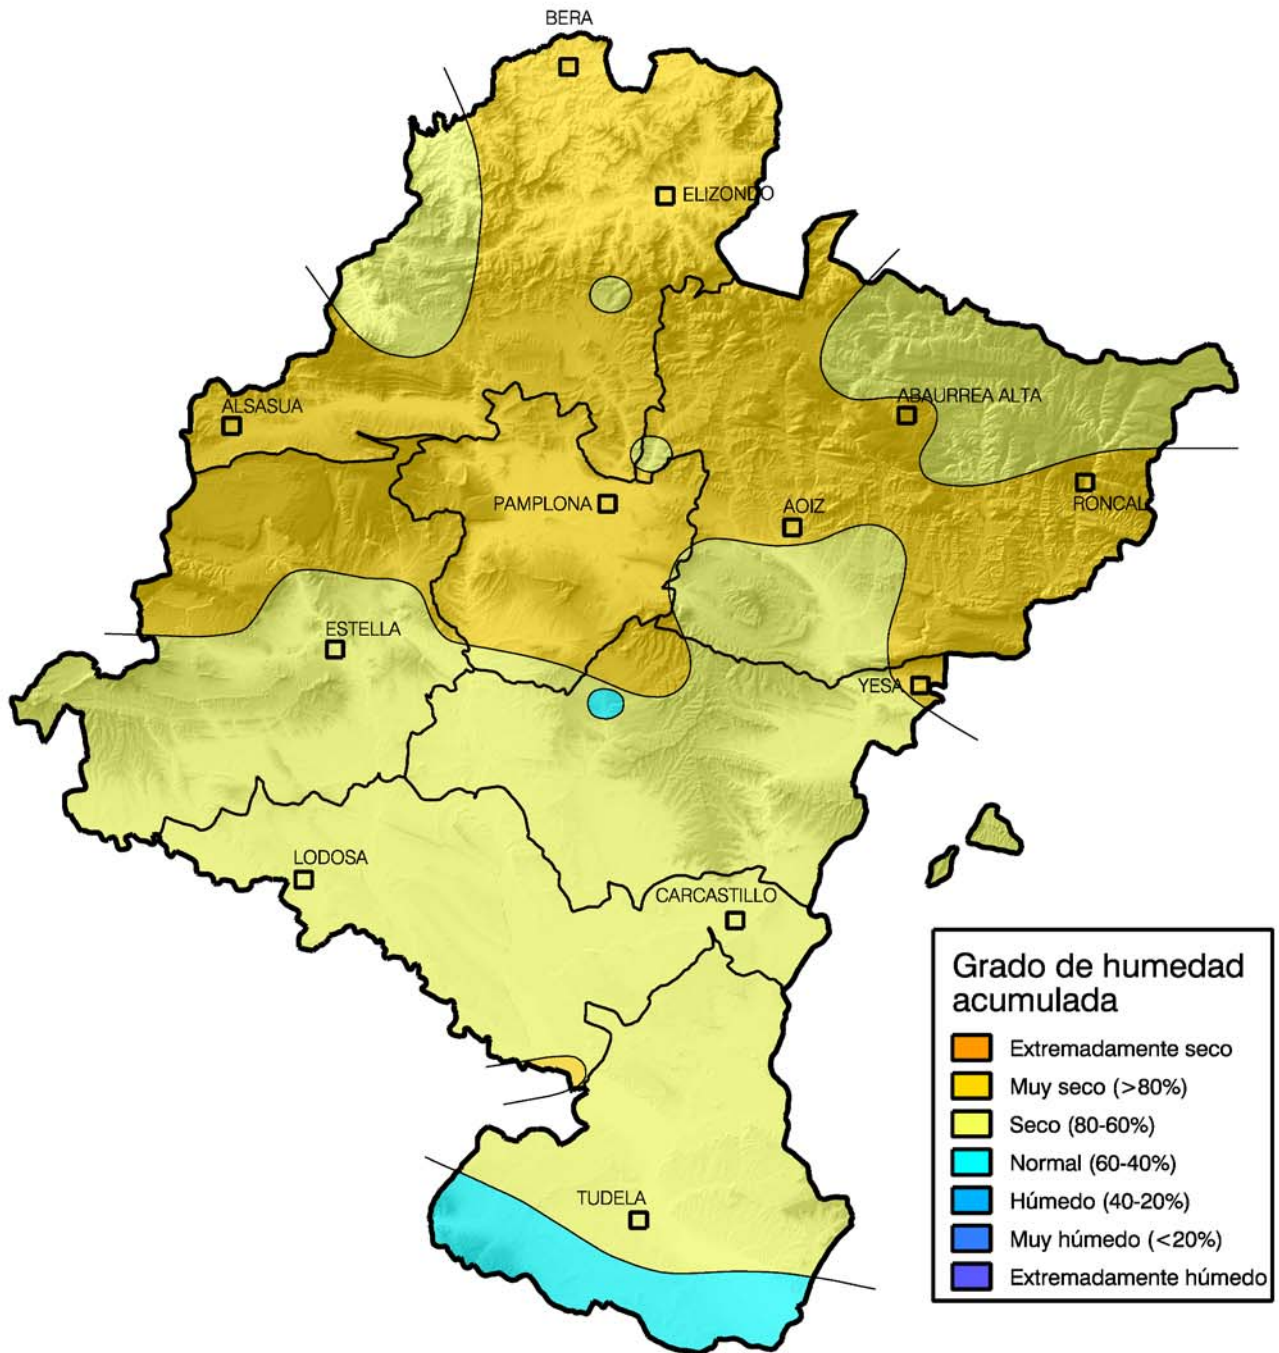 BERA
ELIZONDO
ALSASUA
ABAURREA ALTA
PAMPLONA
AOIZ
RONCAL
ESTELLA
YESA
LODOSA
CARCASTILLO
TUDELA
Grado de humedad
acumulada
Extremadamente seco
Muy seco (>80%)
Seco (80-60%)
Normal (60-40%)
Húmedo (40-20%)
Muy húmedo (<20%)
Extremadamente húmedo